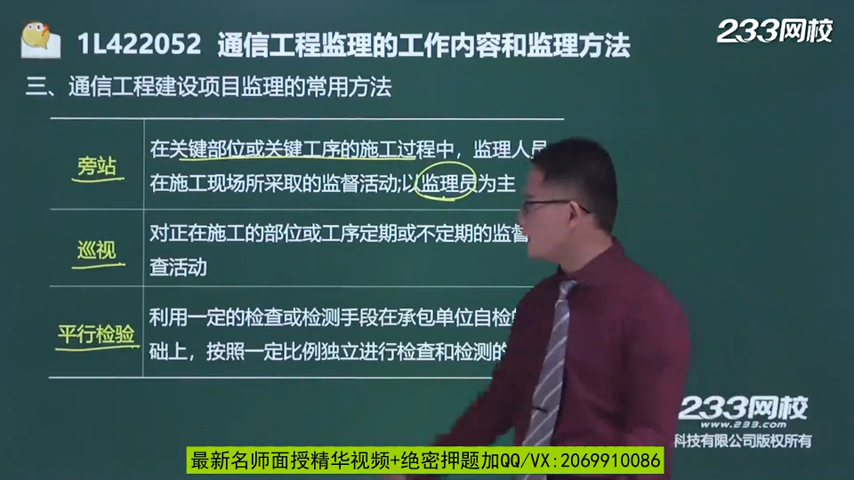 1L422052 通信工程监理的工作内容和监理方法
233网校
三、通信工程建设项目监理的常用方法
旁站
在关键部位或关键工序的施工过程中，监理人员
在施工现场所采取的监督活动;以监理员为主
巡视
对正在施工的部位或工序定期或不定期的监督
查活动
平行检验
利用一定的检查或检测手段在承包单位自检
础上，按照一定比例独立进行检查和检测的
233网校
www.233.com
科技有限公司版权所有
最新名师面授精华视频+绝密押题加QQ/VX:2069910086